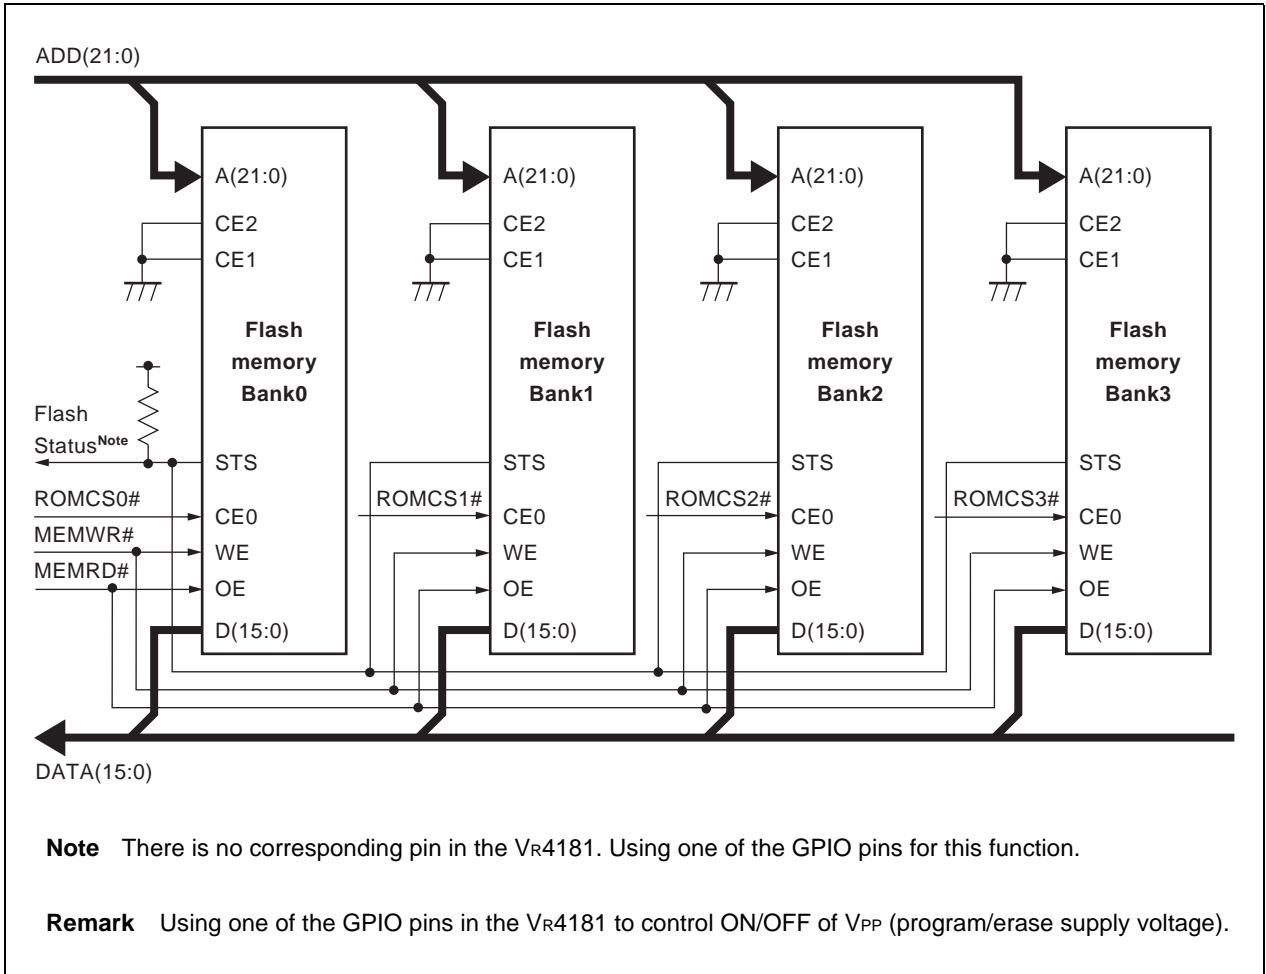 ADD(21:0)
A(21:0) A(21:0) A(21:0) A(21:0)
CE2 CE2 CE2 CE2
CE1 CE1 CE1 CE1
Flash Flash Flash Flash
memory memory memory memory
Bank0 Bank1 Bank2 Bank3
Flash
StatusNote
STS STS STS STS
ROMCS0# ROMCS1# ROMCS2# ROMCS3#
CE0 CE0 CE0 CE0
MEMWR#
WE WE WE WE
MEMRD#
OE OE OE OE
D(15:0) D(15:0) D(15:0) D(15:0)
DATA(15:0)
Note There is no corresponding pin in the VR4181. Using one of the GPIO pins for this function.
Remark Using one of the GPIO pins in the VR4181 to control ON/OFF of VPP (program/erase supply voltage).